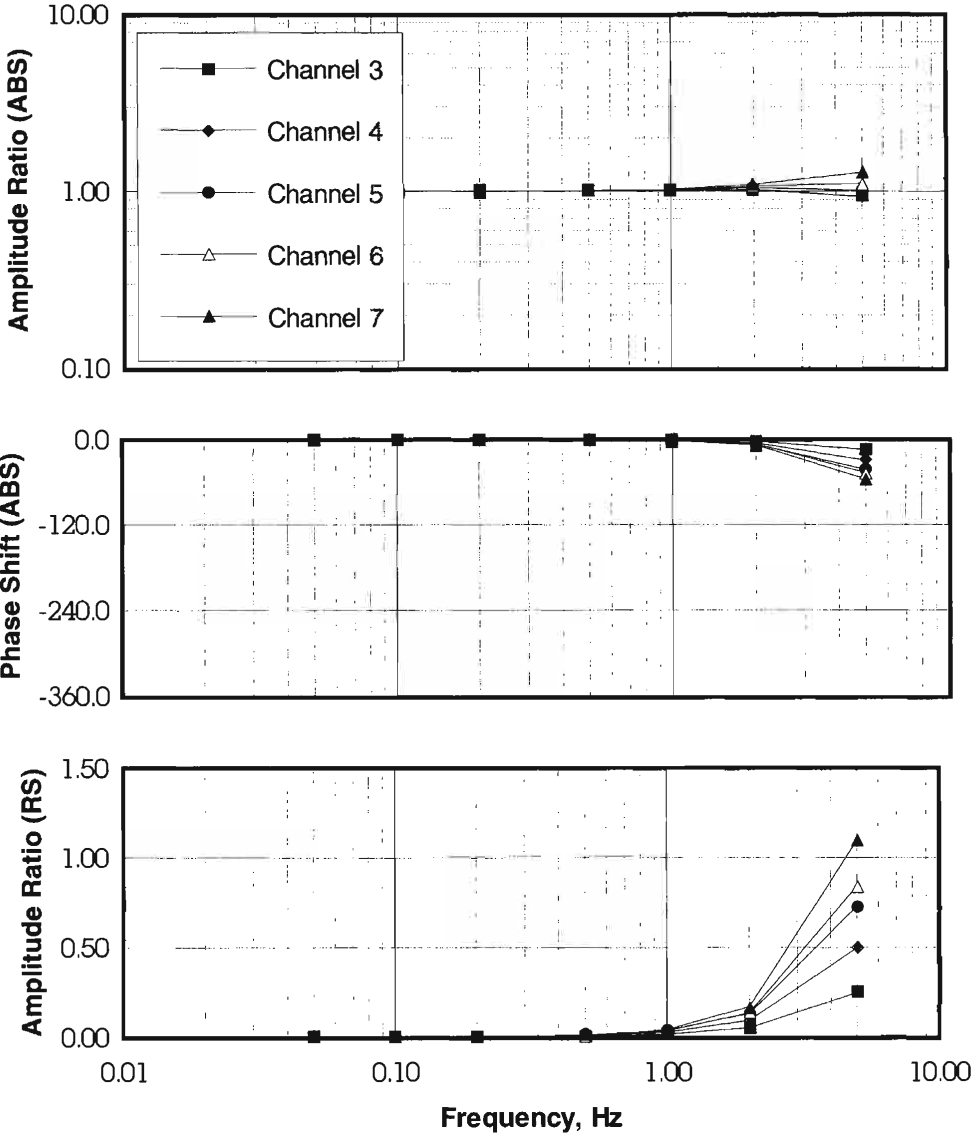 Amplitude Ratio (ABS)
10.00
1.00
0.10
Channel 3
Channel 4
Channel 5
Channel 6
Channel 7
Phase Shift (ABS)
0.0
-120.0
-240.0
-360.0
Amplitude Ratio (RS)
1.50
1.00
0.50
0.00
0.01
0.10
1.00
10.00
Frequency, Hz